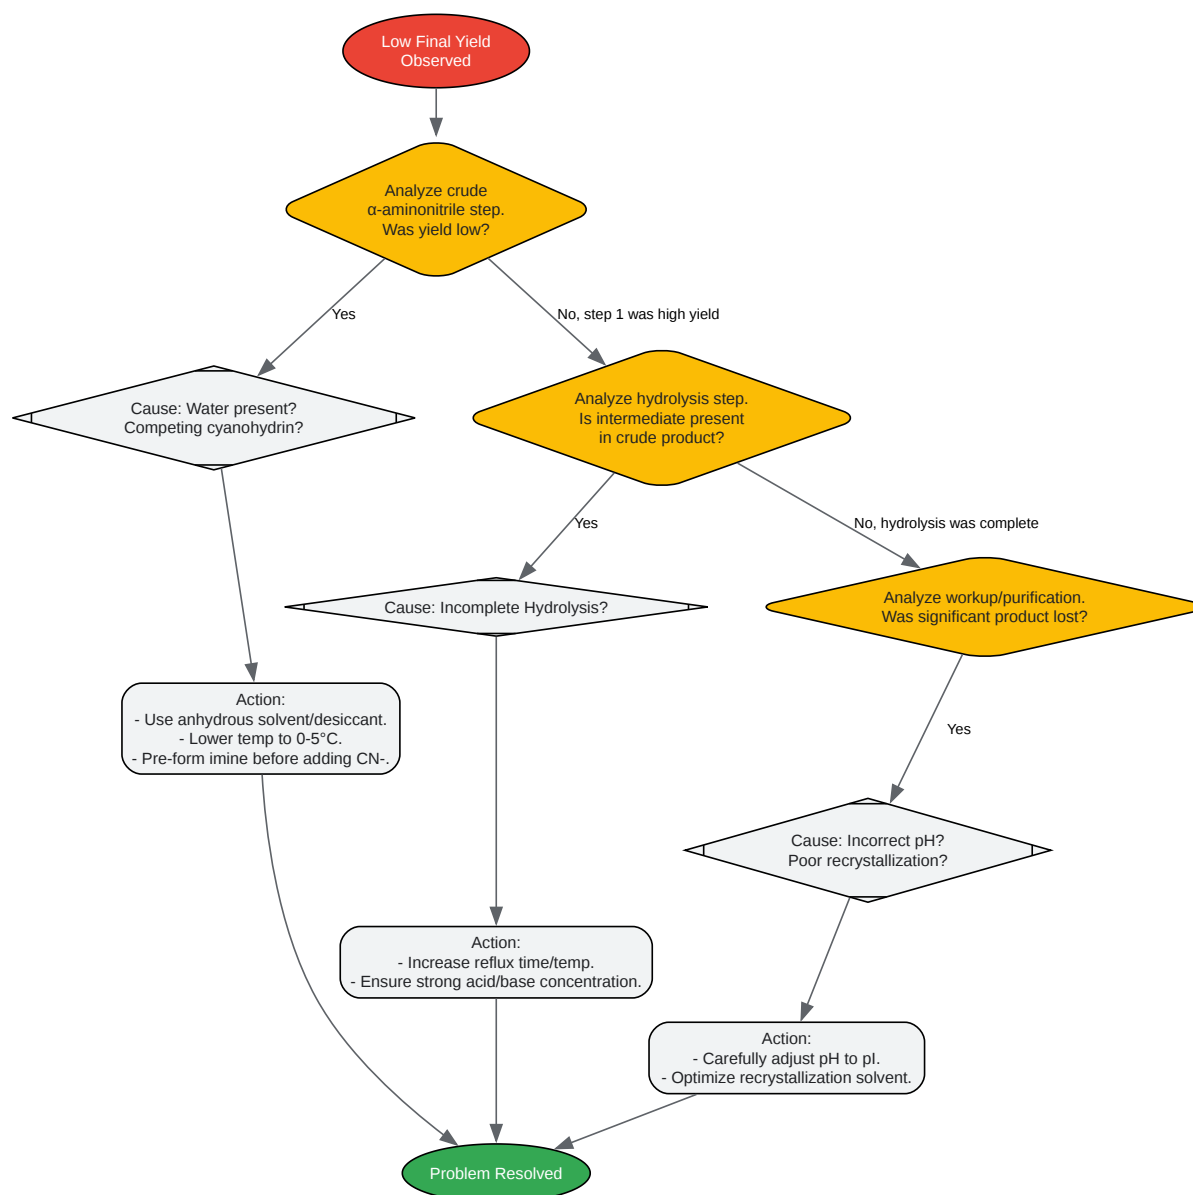 Low Final Yield
Observed
Analyze crude
α-aminonitrile step.
Was yield low?
Yes
No, step 1 was high yield
Cause: Water present?
Competing cyanohydrin?
Analyze hydrolysis step.
Is intermediate present
in crude product?
Yes
No, hydrolysis was complete
Cause: Incomplete Hydrolysis?
Analyze workup/purification.
Was significant product lost?
Action:
- Use anhydrous solvent/desiccant.
- Lower temp to 0-5°C.
- Pre-form imine before adding CN-.
Yes
Cause: Incorrect pH?
Poor recrystallization?
Action:
- Increase reflux time/temp.
- Ensure strong acid/base concentration.
Action:
- Carefully adjust pH to pI.
- Optimize recrystallization solvent.
Problem Resolved